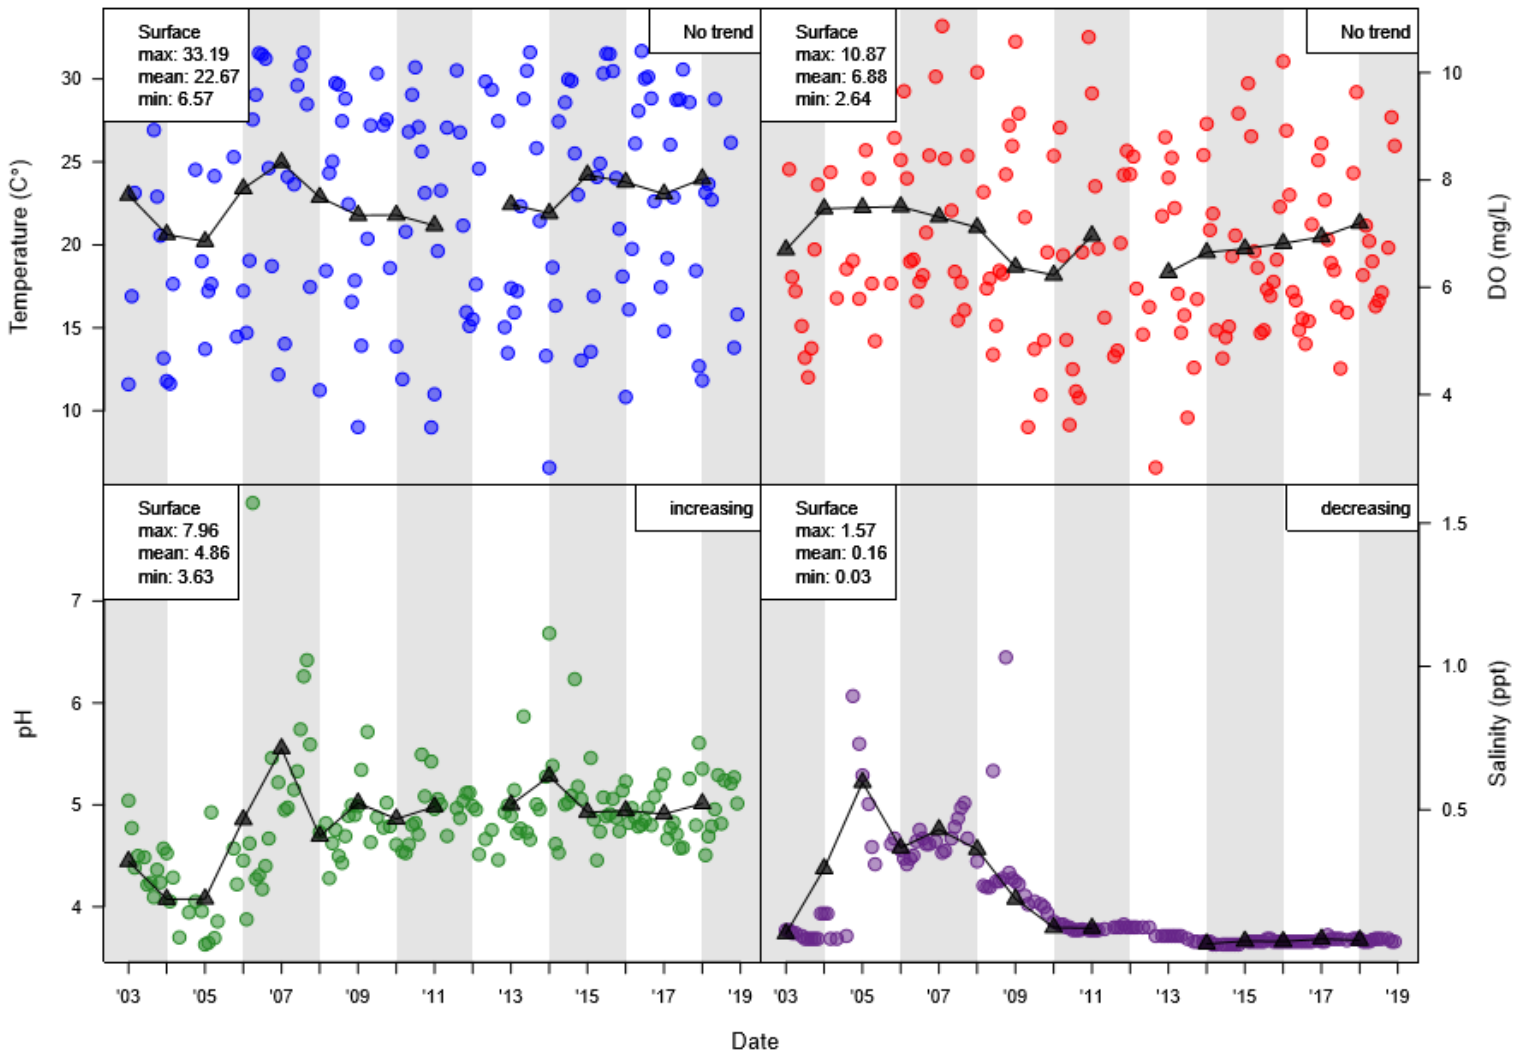 Surface
max: 33.19
mean: 22.67
min: 6.57
No trend
Surface
max: 10.87
mean: 6.88
min: 2.64
No trend
30
25
20
15
10
Temperature (C°)
10
8
6
4
DO (mg/L)
Surface
max: 7.96
mean: 4.86
min: 3.63
increasing
Surface
max: 1.57
mean: 0.16
min: 0.03
decreasing
7
6
5
4
pH
1.5
1.0
0.5
Salinity (ppt)
'03 '05 '07 '09 '11 '13 '15 '17 '19
'03 '05 '07 '09 '11 '13 '15 '17 '19
Date